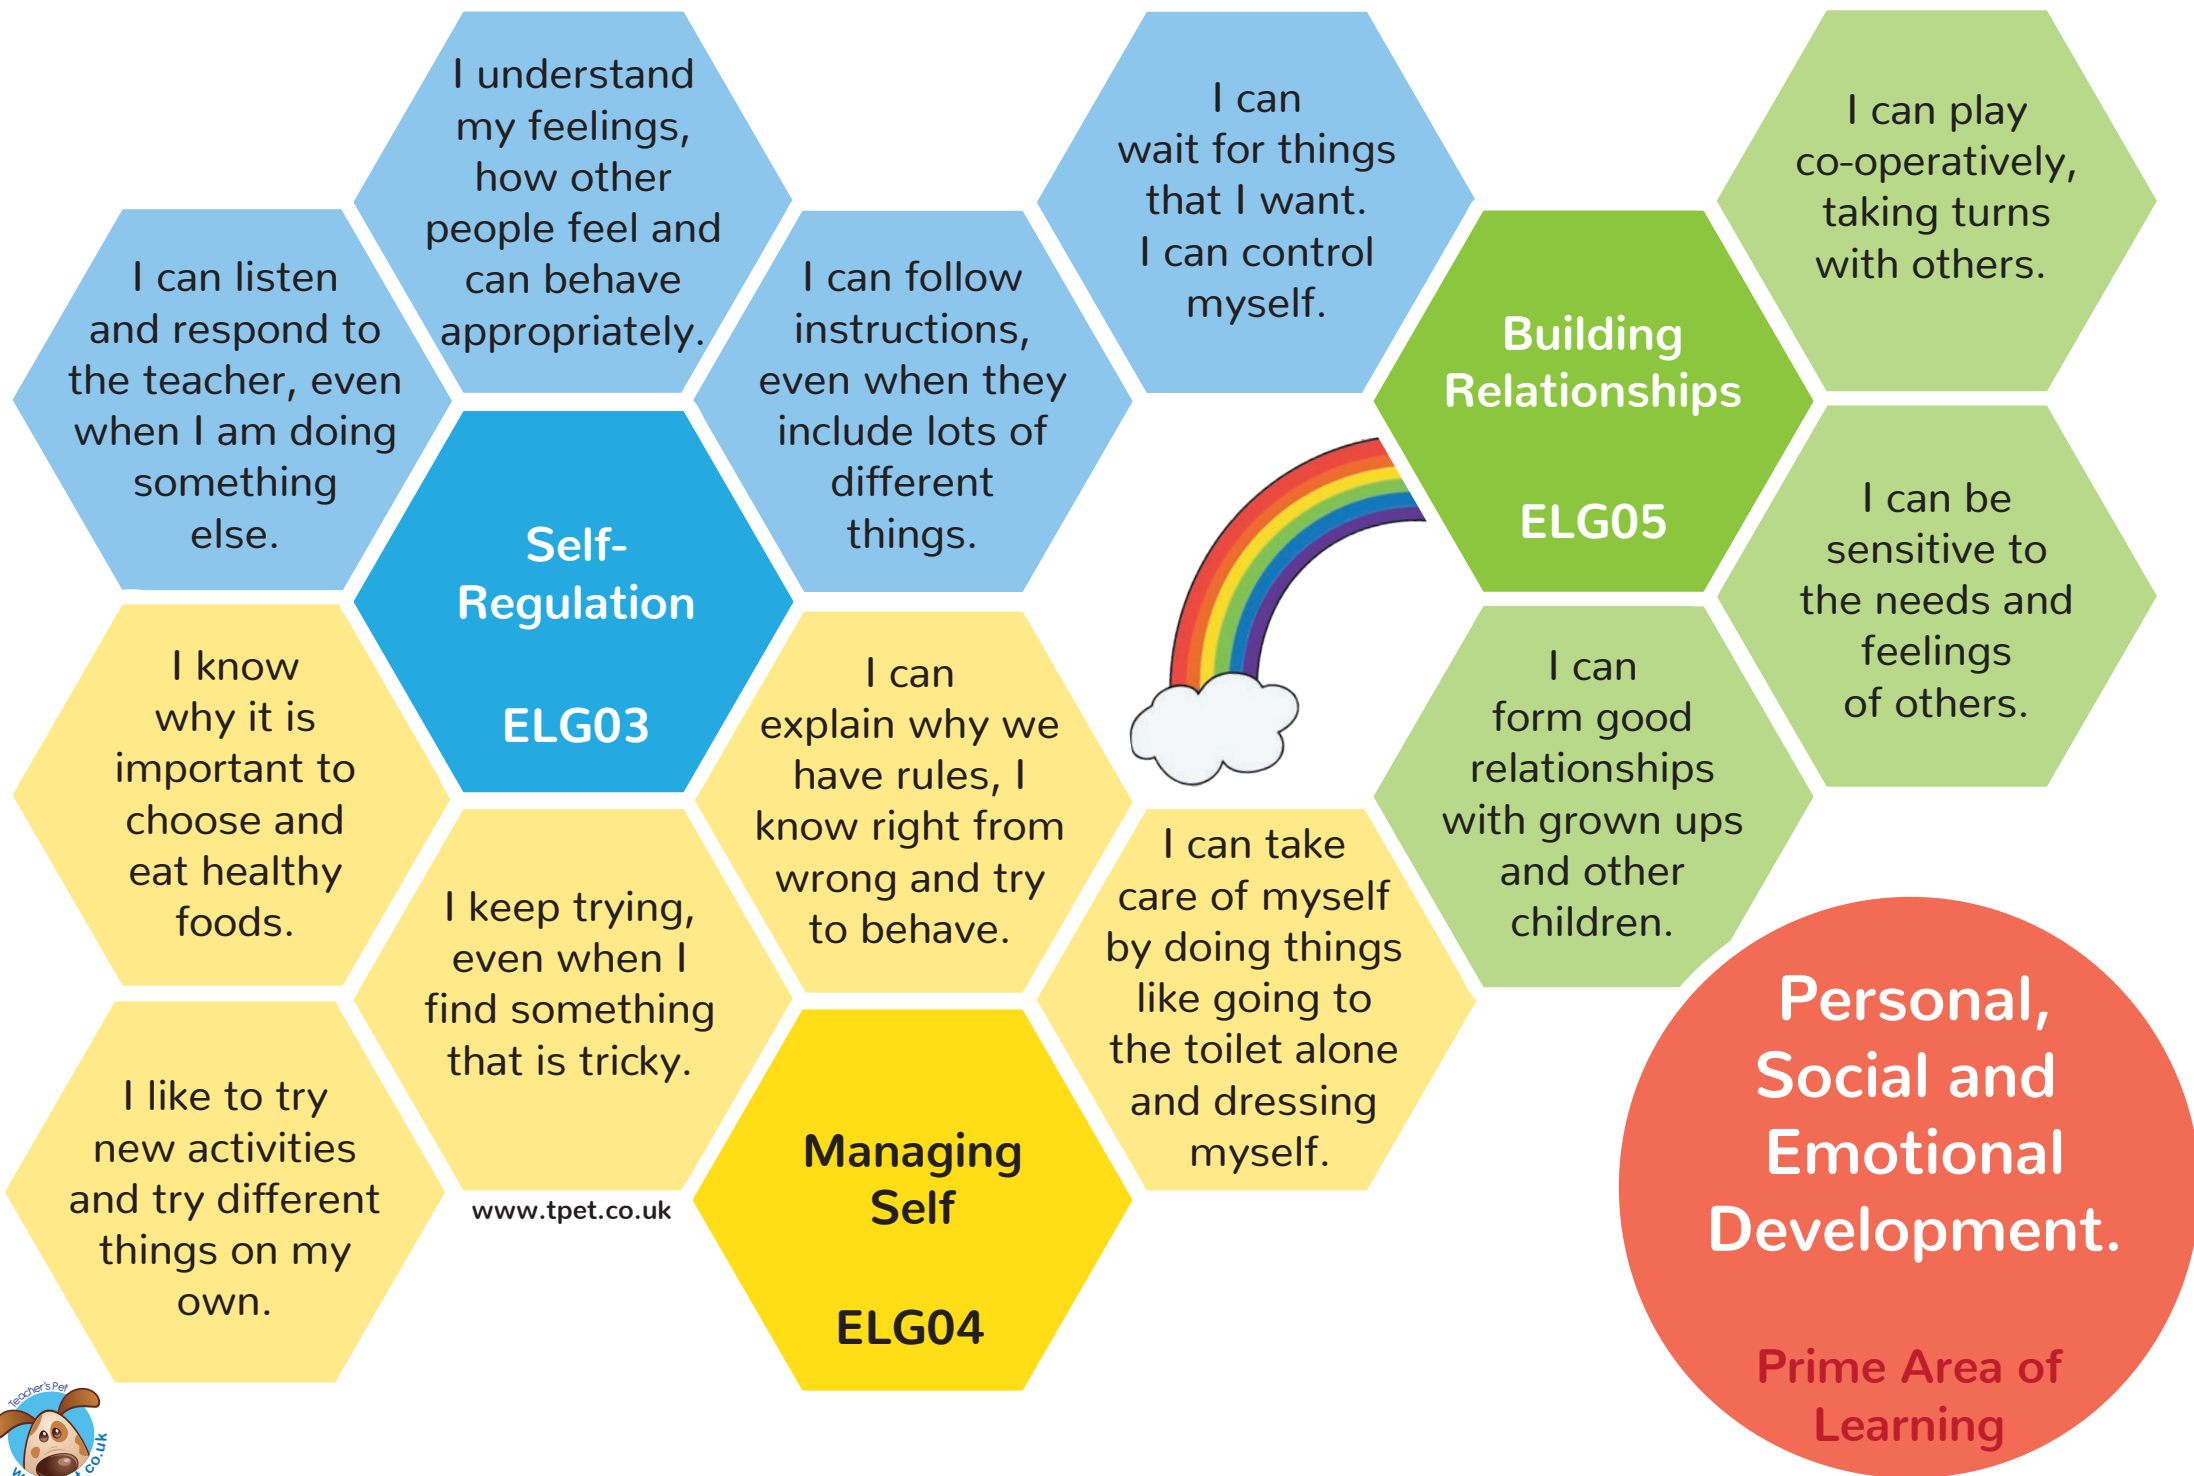 I understand
my feelings,
how other
people feel and
can behave
appropriately.
I can
wait for things
that I want.
I can control
myself.
I can play
co-operatively,
taking turns
with others.
I can listen
and respond to
the teacher, even
when I am doing
something
else.
I can follow
instructions,
even when they
include lots of
different
things.
Building
Relationships
ELG05
Self-
Regulation
ELG03
I can be
sensitive to
the needs and
feelings
of others.
I know
why it is
important to
choose and
eat healthy
foods.
I can
explain why we
have rules, I
know right from
wrong and try
to behave.
I can
form good
relationships
with grown ups
and other
children.
I keep trying,
even when I
find something
that is tricky.
I can take
care of myself
by doing things
like going to
the toilet alone
and dressing
myself.
I like to try
new activities
and try different
things on my
own.
www.tpet.co.uk
Managing
Self
ELG04
Personal,
Social and
Emotional
Development.
Prime Area of
Learning
Teacher's Pet